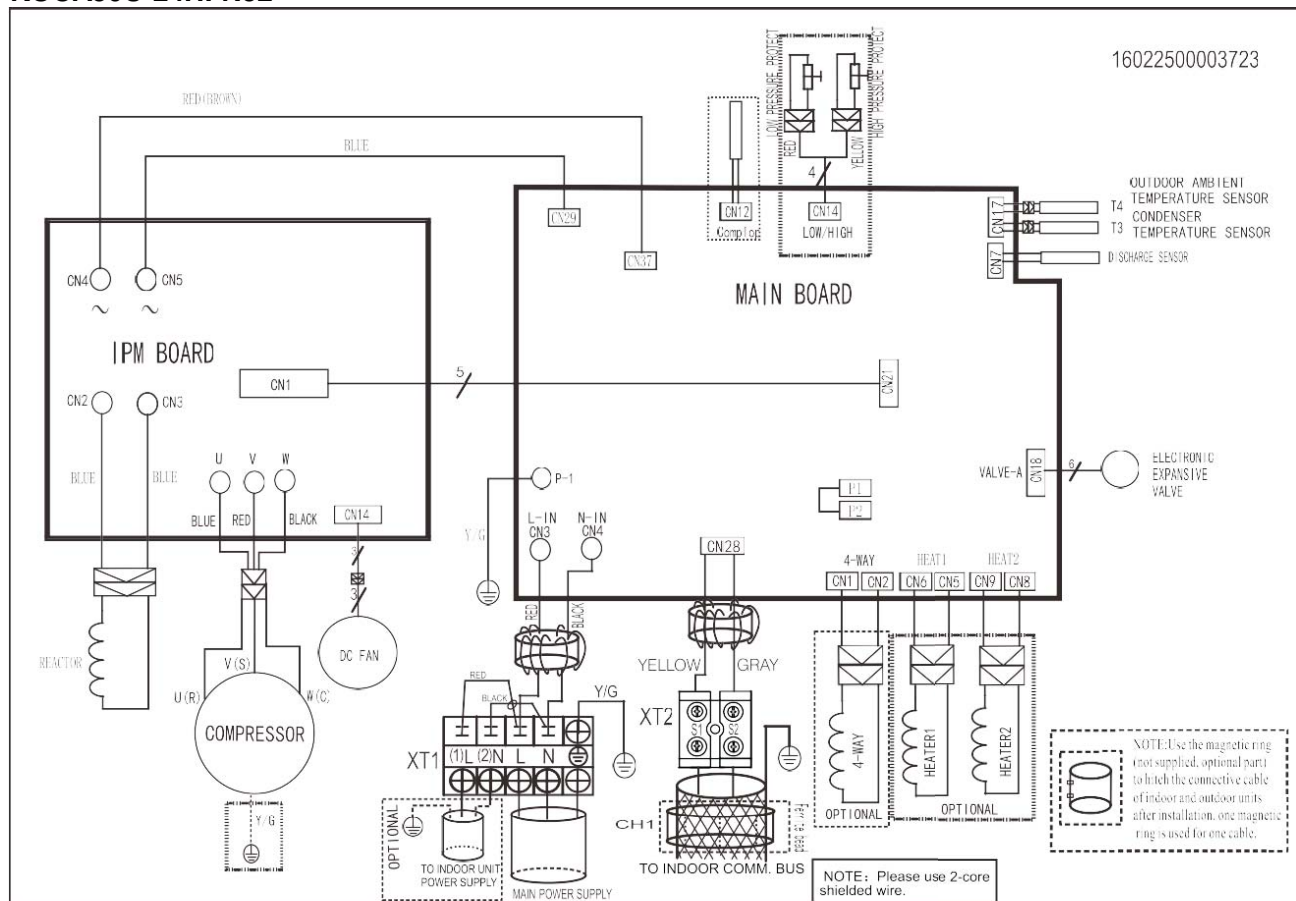 16022500003723
RED(BROWN)
BLUE
LOW PRESSURE PROTECT
HIGH PRESSURE PROTECT
RED
YELLOW
4
CN12
Comp1op
CN14
LOW/HIGH
CN29
CN37
CN17
T4
OUTDOOR AMBIENT
TEMPERATURE SENSOR
T3
CONDENSER
TEMPERATURE SENSOR
CN7
DISCHARGE SENSOR
MAIN BOARD
CN4
CN5
IPM BOARD
CN1
5
CN21
CN2
CN3
BLUE
BLUE
U
V
W
BLUE
RED
BLACK
CN14
3
3
DC FAN
REACTOR
V(S)
U(R)
W(C)
COMPRESSOR
Y/G
P-1
Y/G
L-IN
CN3
N-IN
CN4
RED
BLACK
CN28
P1
P2
VALVE-A
CN18
6
ELECTRONIC
EXPANSIVE
VALVE
4-WAY
HEAT1
HEAT2
CN1
CN2
CN6
CN5
CN9
CN8
YELLOW
GRAY
RED
BLACK
Y/G
XT1
(1)L (2)N L N
XT2
S1
S2
4-WAY
HEATER1
HEATER2
OPTIONAL
OPTIONAL
OPTIONAL
TO INDOOR UNIT
POWER SUPPLY
MAIN POWER SUPPLY
CH1
Ferrite bead
TO INDOOR COMM. BUS
NOTE: Please use 2-core
shielded wire.
NOTE:Use the magnetic ring
(not supplied, optional part)
to hitch the connective cable
of indoor and outdoor units
after installation, one magnetic
ring is used for one cable.